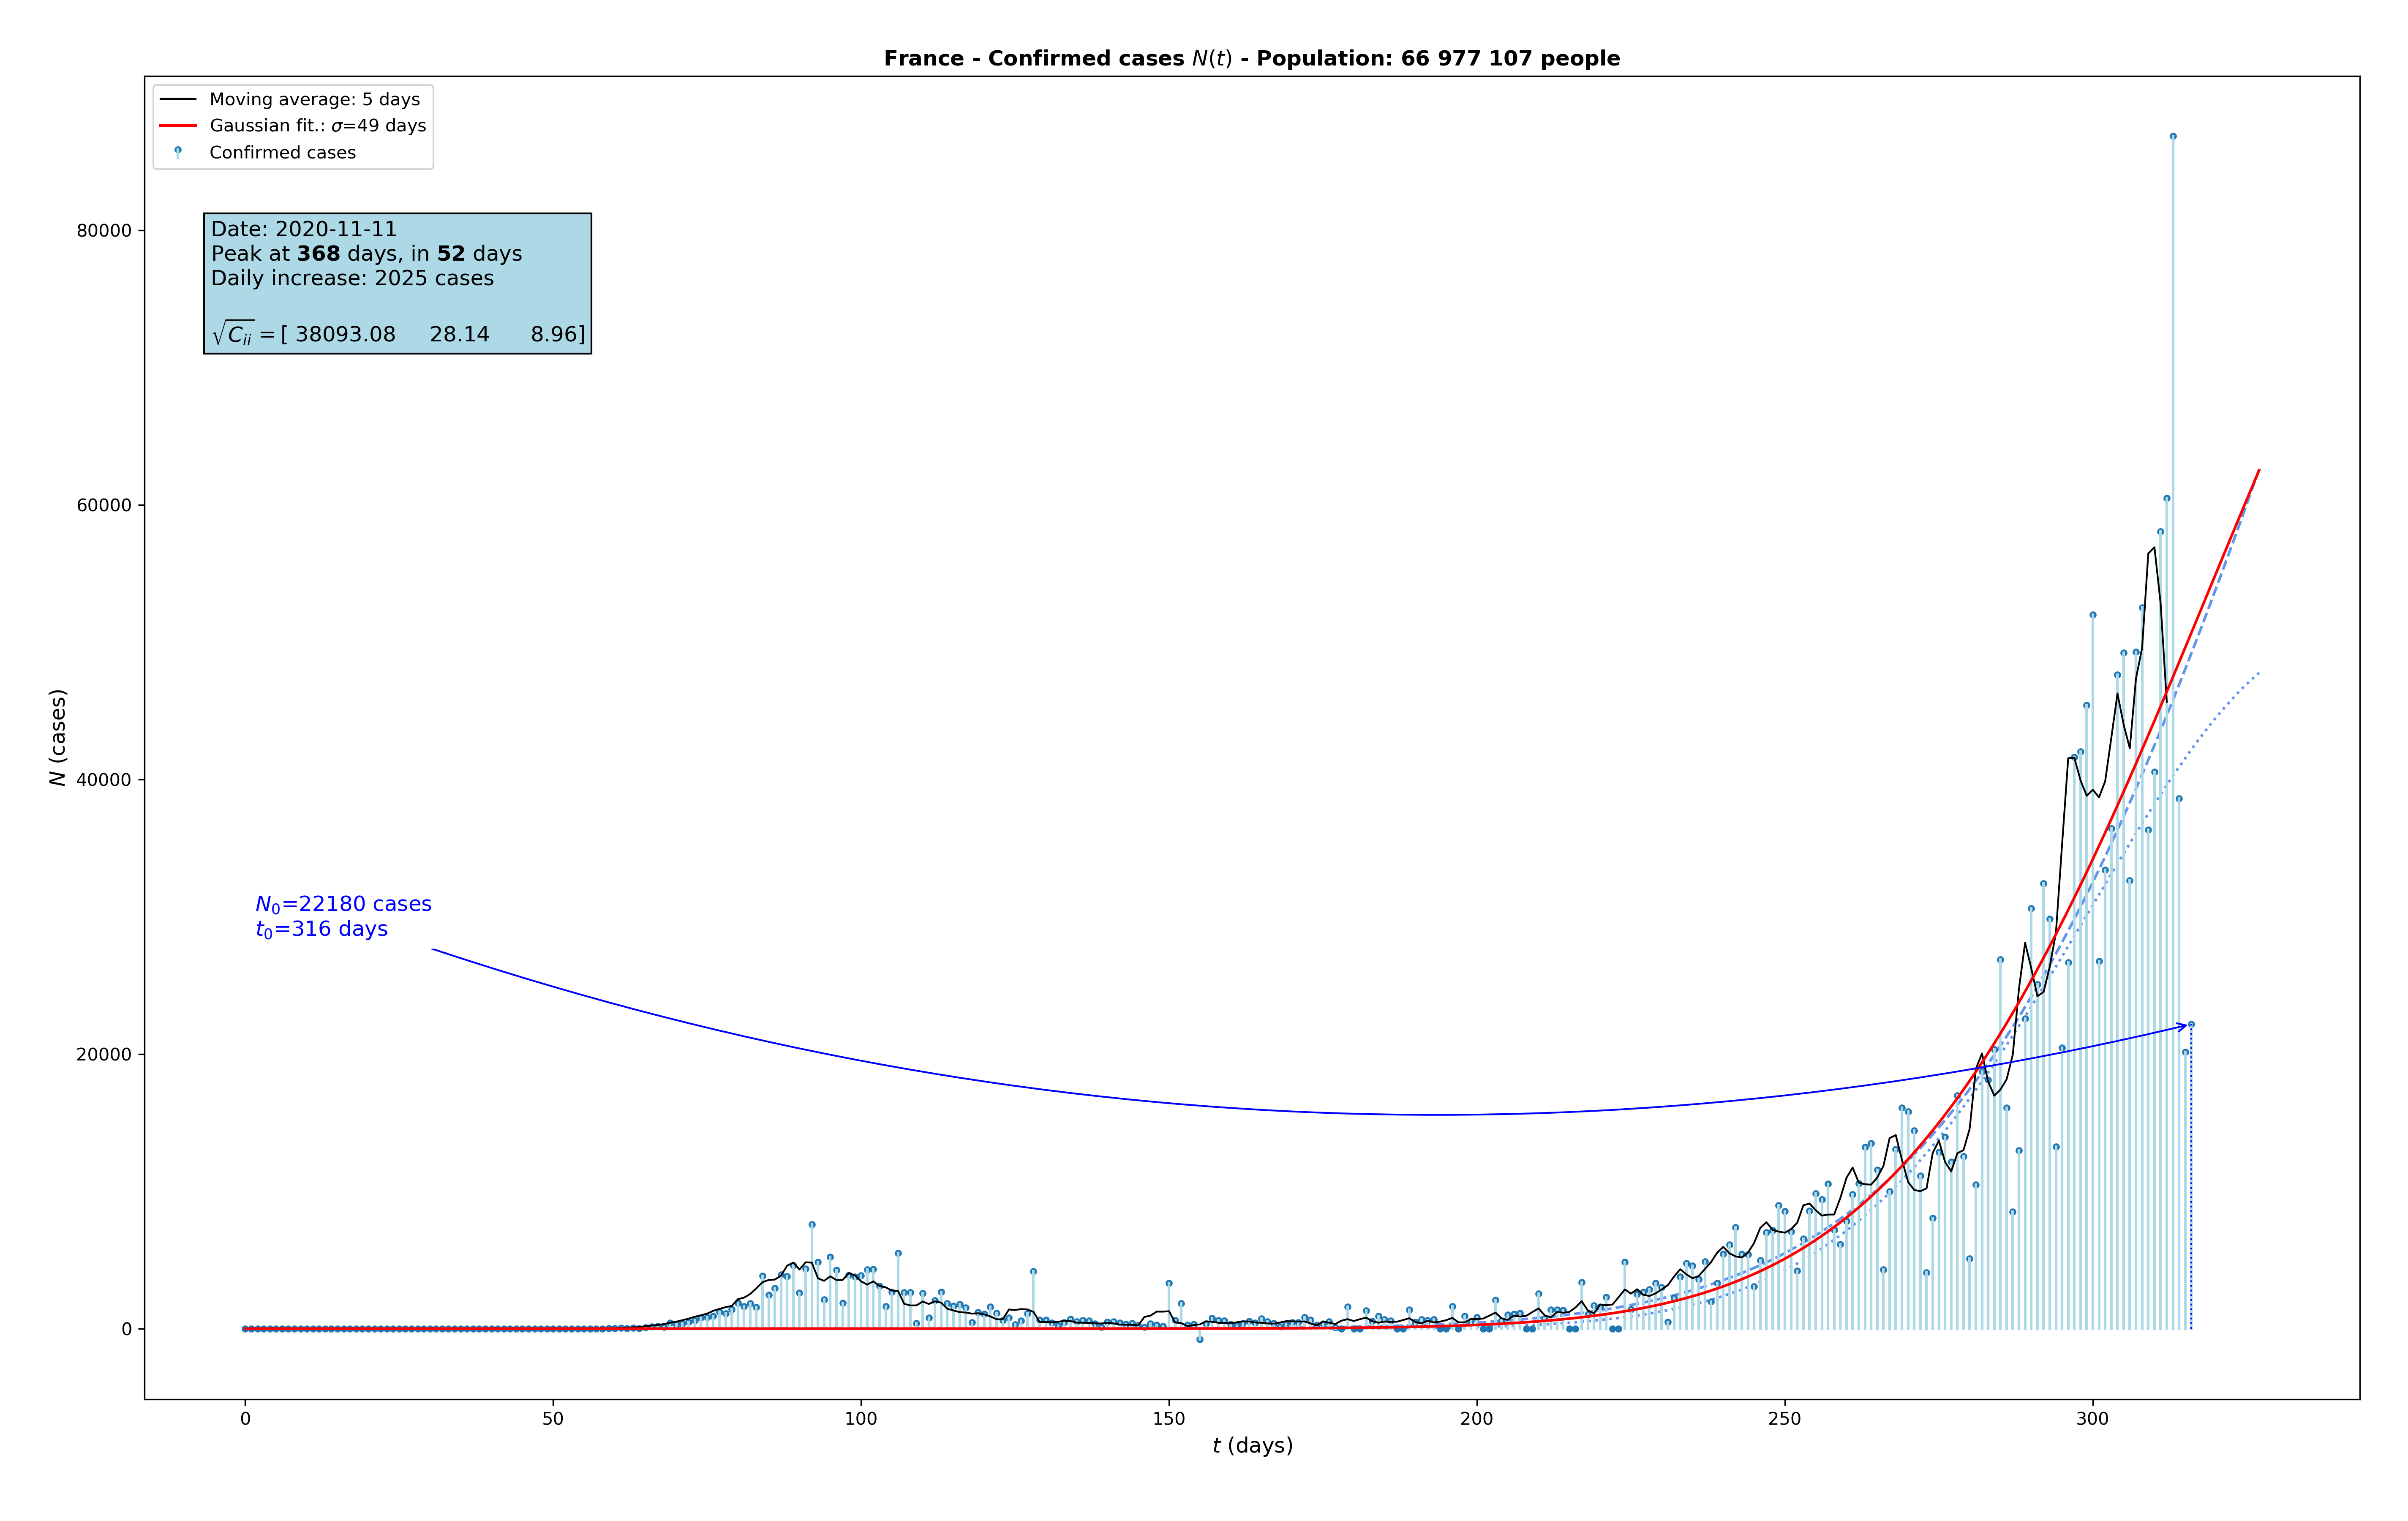 France - Confirmed cases N(t) - Population: 66 977 107 people
Moving average: 5 days
Gaussian fit.: σ=49 days
Confirmed cases
Date: 2020-11-11
Peak at 368 days, in 52 days
Daily increase: 2025 cases
√Cᵢᵢ = [ 38093.08 28.14 8.96]
N₀=22180 cases
t₀=316 days
N (cases)
80000
60000
40000
20000
0
0 50 100 150 200 250 300
t (days)